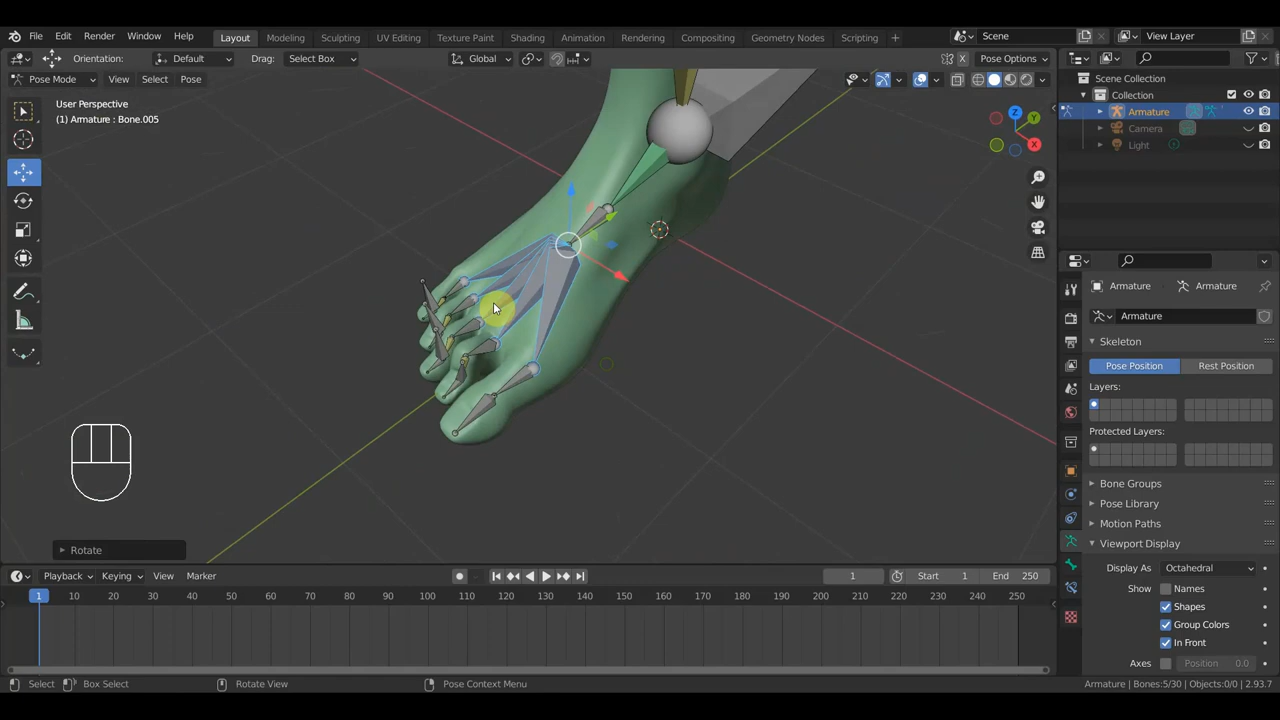 File Edit Render Window Help Layout Modeling Sculpting UV Editing Texture Paint Shading Animation Rendering Compositing Geometry Nodes Scripting + Scene View Layer
Orientation: Default Drag: Select Box Global Pose Options
Pose Mode View Select Pose
User Perspective
(1) Armature : Bone.005
Z
Y
X
Scene Collection
Collection
Armature
Camera
Light
Armature Armature
Armature
Skeleton
Pose Position Rest Position
Layers:
Protected Layers:
Bone Groups
Pose Library
Motion Paths
Viewport Display
Display As Octahedral
Show Names
Shapes
Group Colors
In Front
Axes Position 0.0
Rotate
Playback Keying View Marker 1 Start 1 End 250
1 10 20 30 40 50 60 70 80 90 100 110 120 130 140 150 160 170 180 190 200 210 220 230 240 250
Select Box Select Rotate View Pose Context Menu Armature | Bones:5/30 | Objects:0/0 | 2.93.7